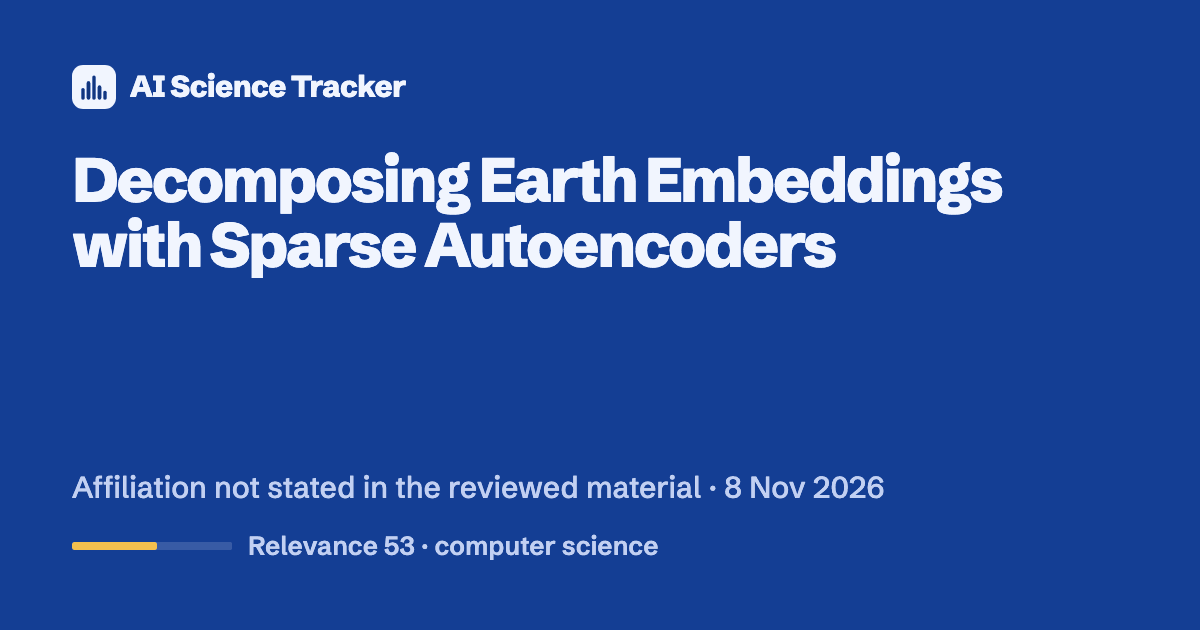 AI Science Tracker
Decomposing Earth Embeddings
with Sparse Autoencoders
Affiliation not stated in the reviewed material · 8 Nov 2026
Relevance 53 · computer science